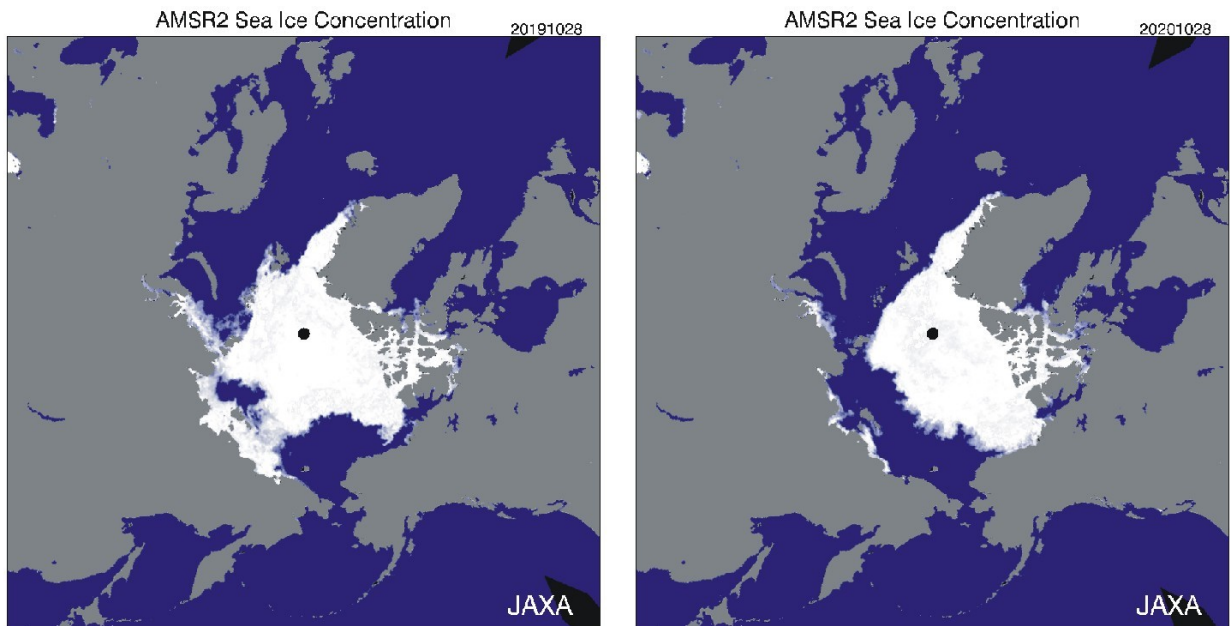 AMSR2 Sea Ice Concentration
20191028
JAXA
AMSR2 Sea Ice Concentration
20201028
JAXA